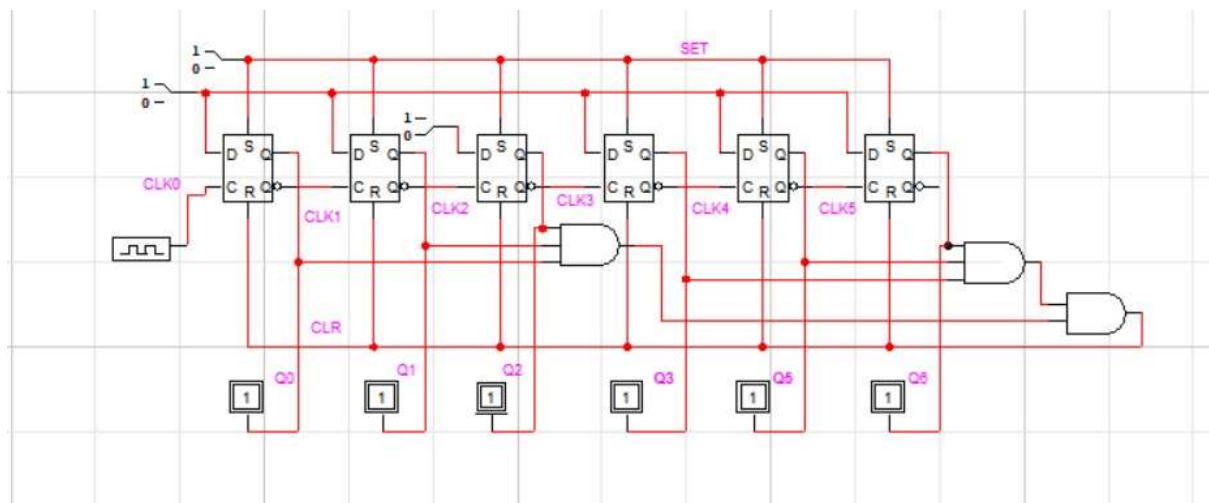 1
0
SET
1
0
1
0
S S S S S S
D Q D Q D Q D Q D Q D Q
C Q C Q C Q C Q C Q C Q
R R R R R R
CLK0
CLK1
CLK2
CLK3
CLK4
CLK5
CLR
Q0 Q1 Q2 Q3 Q5 Q6
1 1 1 1 1 1